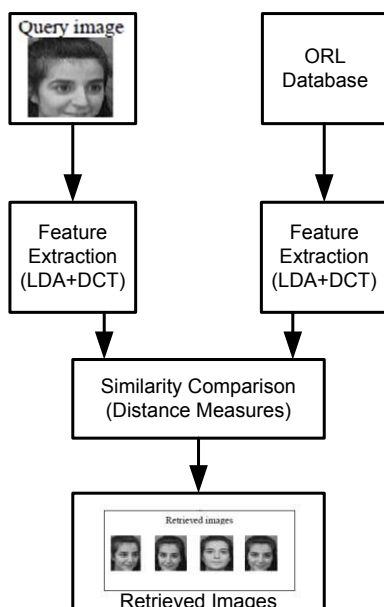 Query image
ORL
Database
Feature
Extraction
(LDA+DCT)
Feature
Extraction
(LDA+DCT)
Similarity Comparison
(Distance Measures)
Retrieved images
Retrieved Images